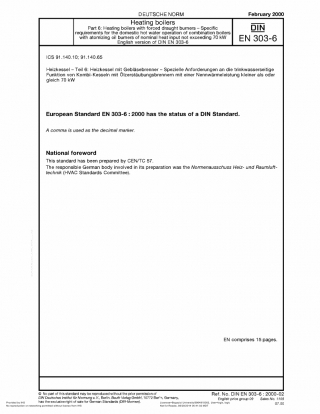 DEUTSCHE NORM
February 2000
Heating boilers
Part 6: Heating boilers with forced draught burners – Specific
requirements for the domestic hot water operation of combination boilers
with atomizing oil burners of nominal heat input not exceeding 70 kW
English version of DIN EN 303-6
DIN
EN 303-6
ICS 91.140.10; 91.140.65
Heizkessel – Teil 6: Heizkessel mit Gebläsebrenner – Spezielle Anforderungen an die trinkwasserseitige
Funktion von Kombi-Kesseln mit Ölzerstäubungsbrennern mit einer Nennwärmeleistung kleiner als oder
gleich 70 kW
European Standard EN 303-6 : 2000 has the status of a DIN Standard.
A comma is used as the decimal marker.
National foreword
This standard has been prepared by CEN/TC 57.
The responsible German body involved in its preparation was the Normenausschuss Heiz- und Raumluft-
technik (HVAC Standards Committee).
EN comprises 15 pages.
© No part of this standard may be reproduced without the prior permission of
DIN Deutsches Institut für Normung e.V., Berlin. Beuth Verlag GmbH, 10772 Berlin, Germany,
has the exclusive right of sale for German Standards (DIN-Normen).
Ref. No. DIN EN 303-6 : 2000-02
English price group 08